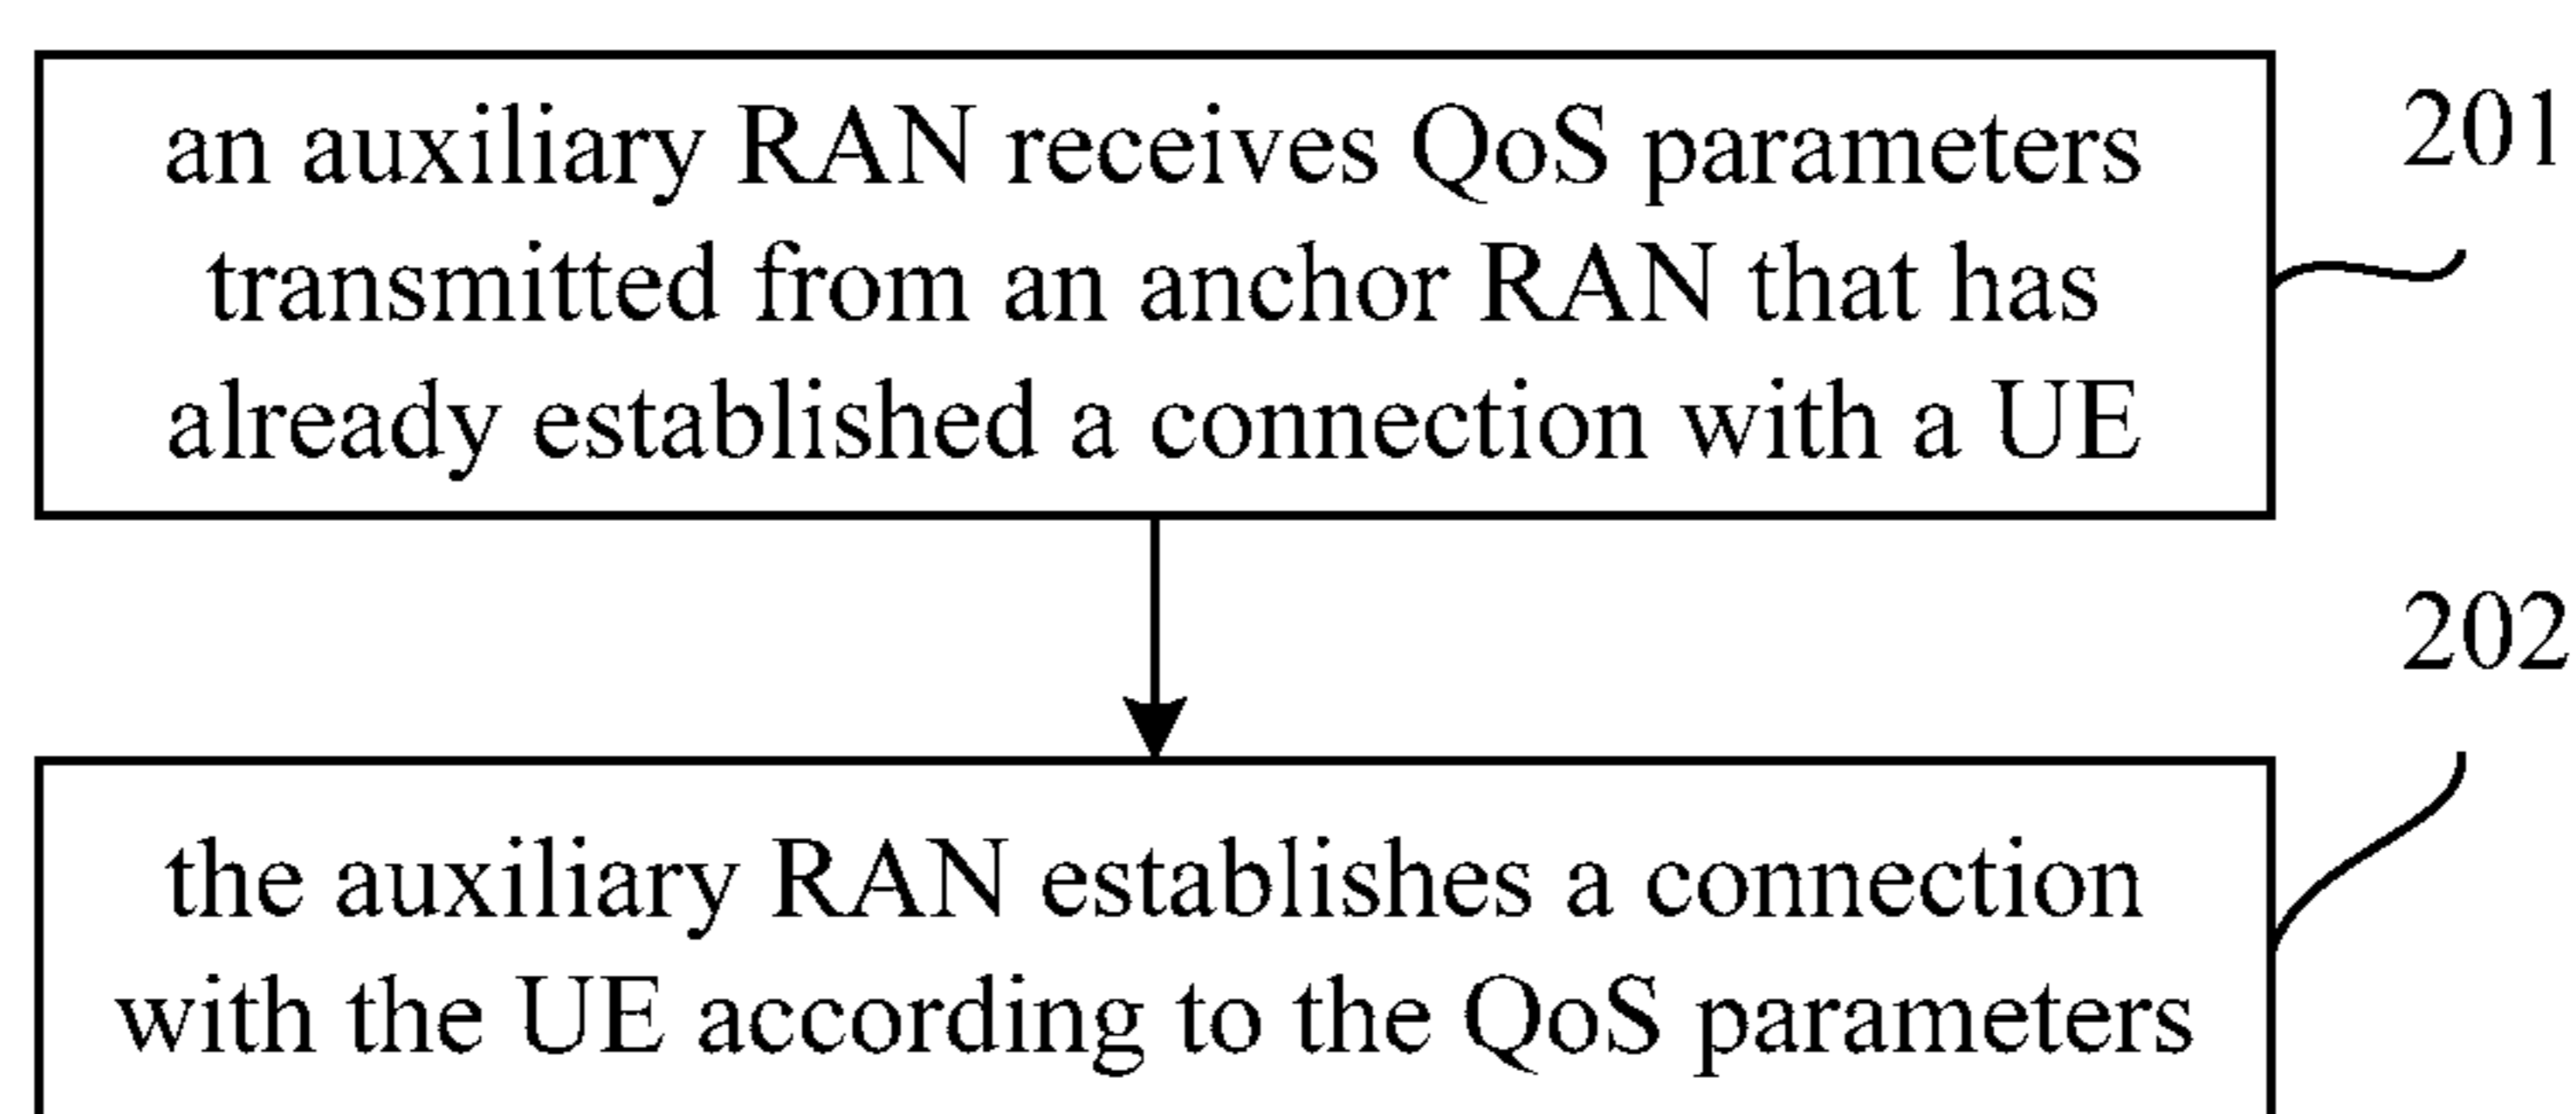 an auxiliary RAN receives QoS parameters
transmitted from an anchor RAN that has
already established a connection with a UE
201
202
the auxiliary RAN establishes a connection
with the UE according to the QoS parameters